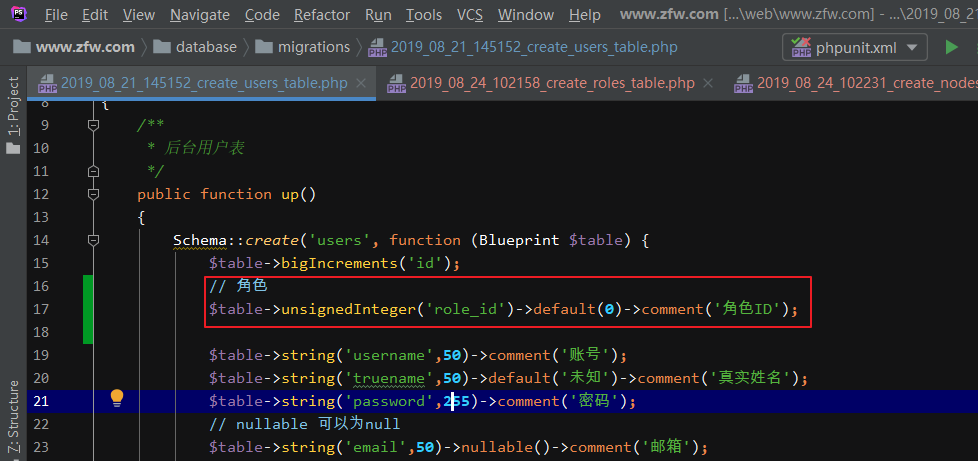 File Edit View Navigate Code Refactor Run Tools VCS Window Help www.zfw.com [...\web\www.zfw.com] - ...\2019_08_21
www.zfw.com database migrations 2019_08_21_145152_create_users_table.php phpunit.xml
2019_08_21_145152_create_users_table.php 2019_08_24_102158_create_roles_table.php 2019_08_24_102231_create_nodes
1: Project
Z: Structure
8 {
9 /**
10 * 后台用户表
11 */
12 public function up()
13 {
14 Schema::create('users', function (Blueprint $table) {
15 $table->bigIncrements('id');
16 // 角色
17 $table->unsignedInteger('role_id')->default(0)->comment('角色ID');
18
19 $table->string('username',50)->comment('账号');
20 $table->string('truename',50)->default('未知')->comment('真实姓名');
21 $table->string('password',255)->comment('密码');
22 // nullable 可以为null
23 $table->string('email',50)->nullable()->comment('邮箱');